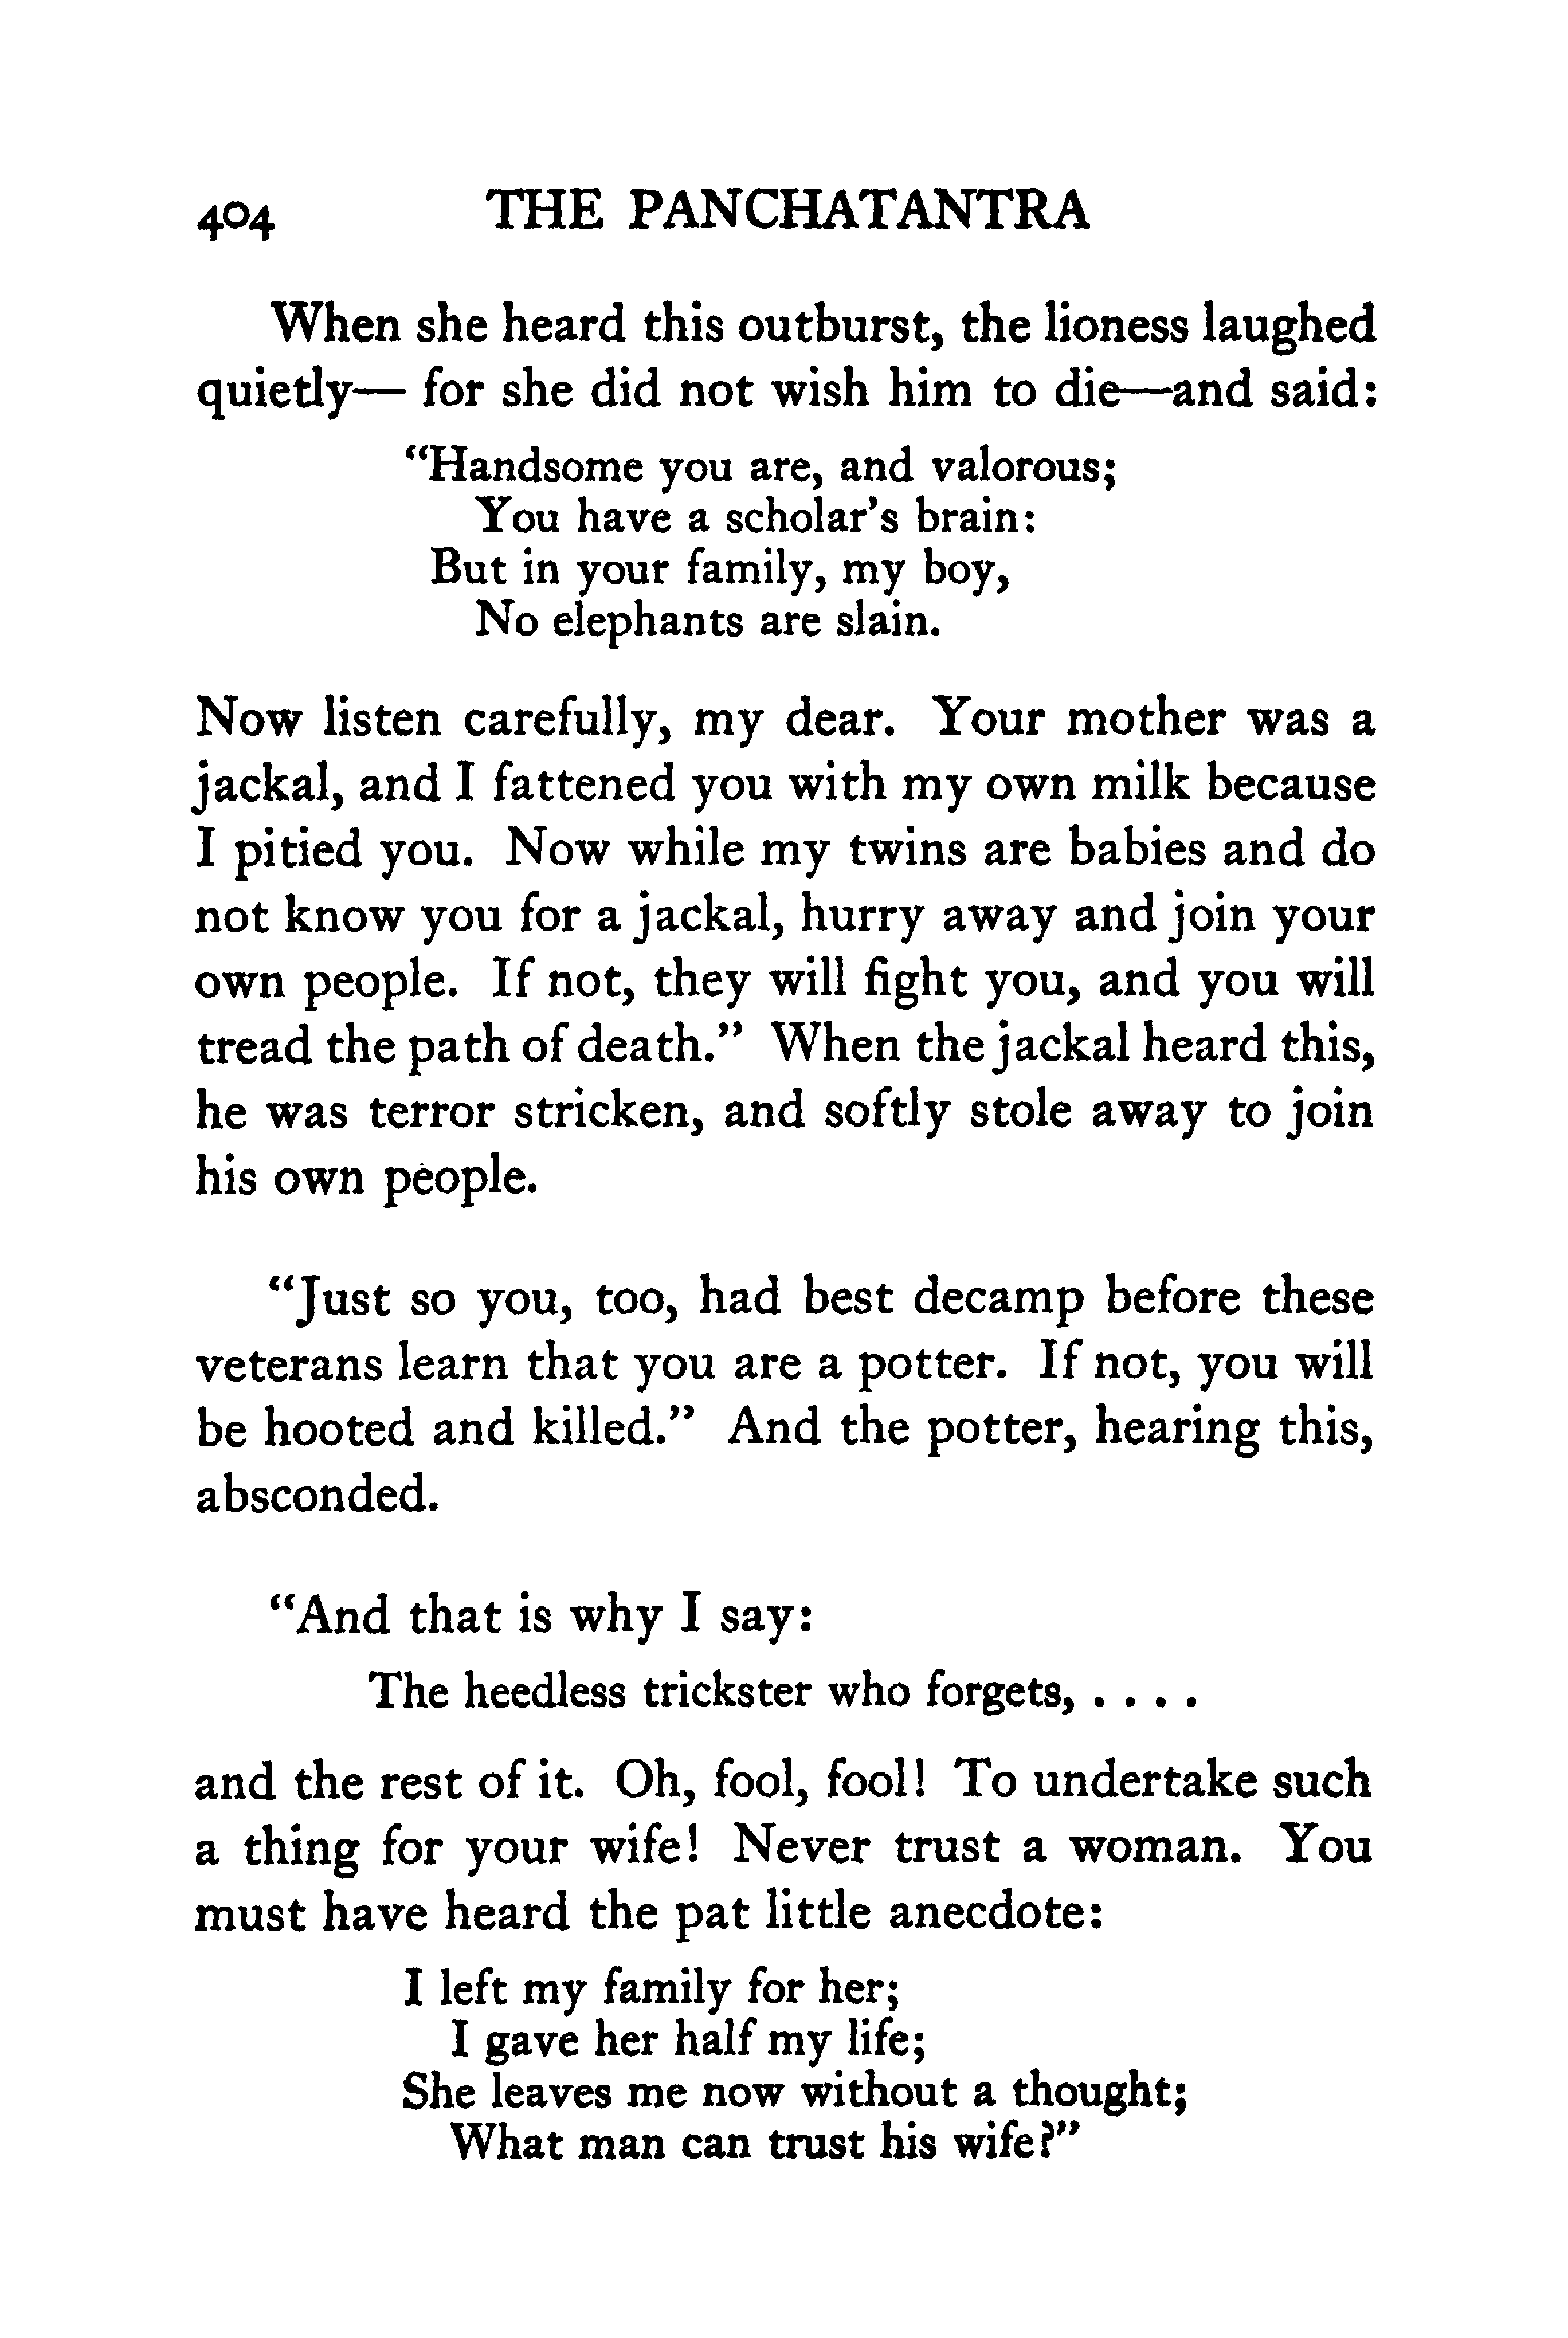 404 THE PANCHATANTRA
When she heard this outburst, the lioness laughed
quietly— for she did not wish him to die—and said:
“Handsome you are, and valorous;
You have a scholar’s brain:
But in your family, my boy,
No elephants are slain.
Now listen carefully, my dear. Your mother was a
jackal, and I fattened you with my own milk because
I pitied you. Now while my twins are babies and do
not know you for a jackal, hurry away and join your
own people. If not, they will fight you, and you will
tread the path of death.” When the jackal heard this,
he was terror stricken, and softly stole away to join
his own people.
“Just so you, too, had best decamp before these
veterans learn that you are a potter. If not, you will
be hooted and killed.” And the potter, hearing this,
absconded.
“And that is why I say:
The heedless trickster who forgets, . . . .
and the rest of it. Oh, fool, fool! To undertake such
a thing for your wife! Never trust a woman. You
must have heard the pat little anecdote:
I left my family for her;
I gave her half my life;
She leaves me now without a thought;
What man can trust his wife?”